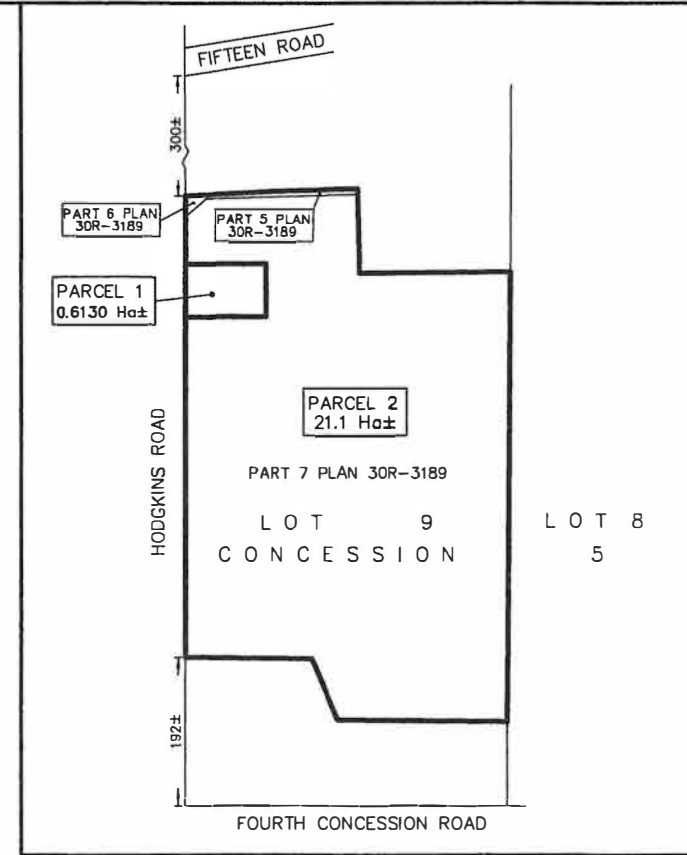 FIFTEEN ROAD
300±
PART 6 PLAN
30R-3189
PART 5 PLAN
30R-3189
PARCEL 1
0.6130 Ha±
PARCEL 2
21.1 Ha±
HODGKINS ROAD
PART 7 PLAN 30R-3189
LOT 9
CONCESSION
LOT 8
5
192±
FOURTH CONCESSION ROAD